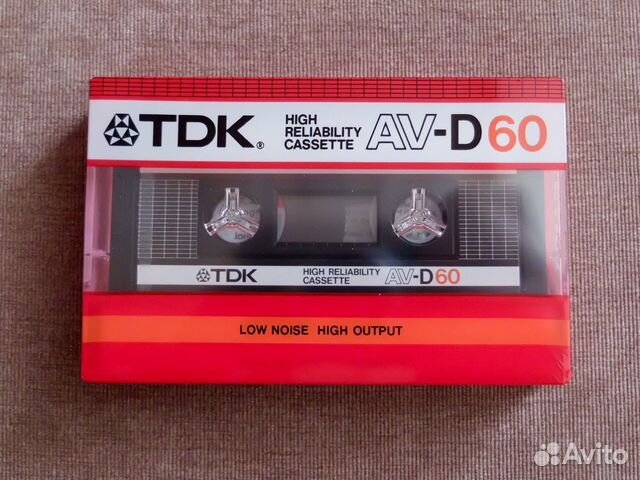 TDK® HIGH RELIABILITY CASSETTE AV-D60
TDK HIGH RELIABILITY CASSETTE AV-D60
LOW NOISE HIGH OUTPUT
Avito